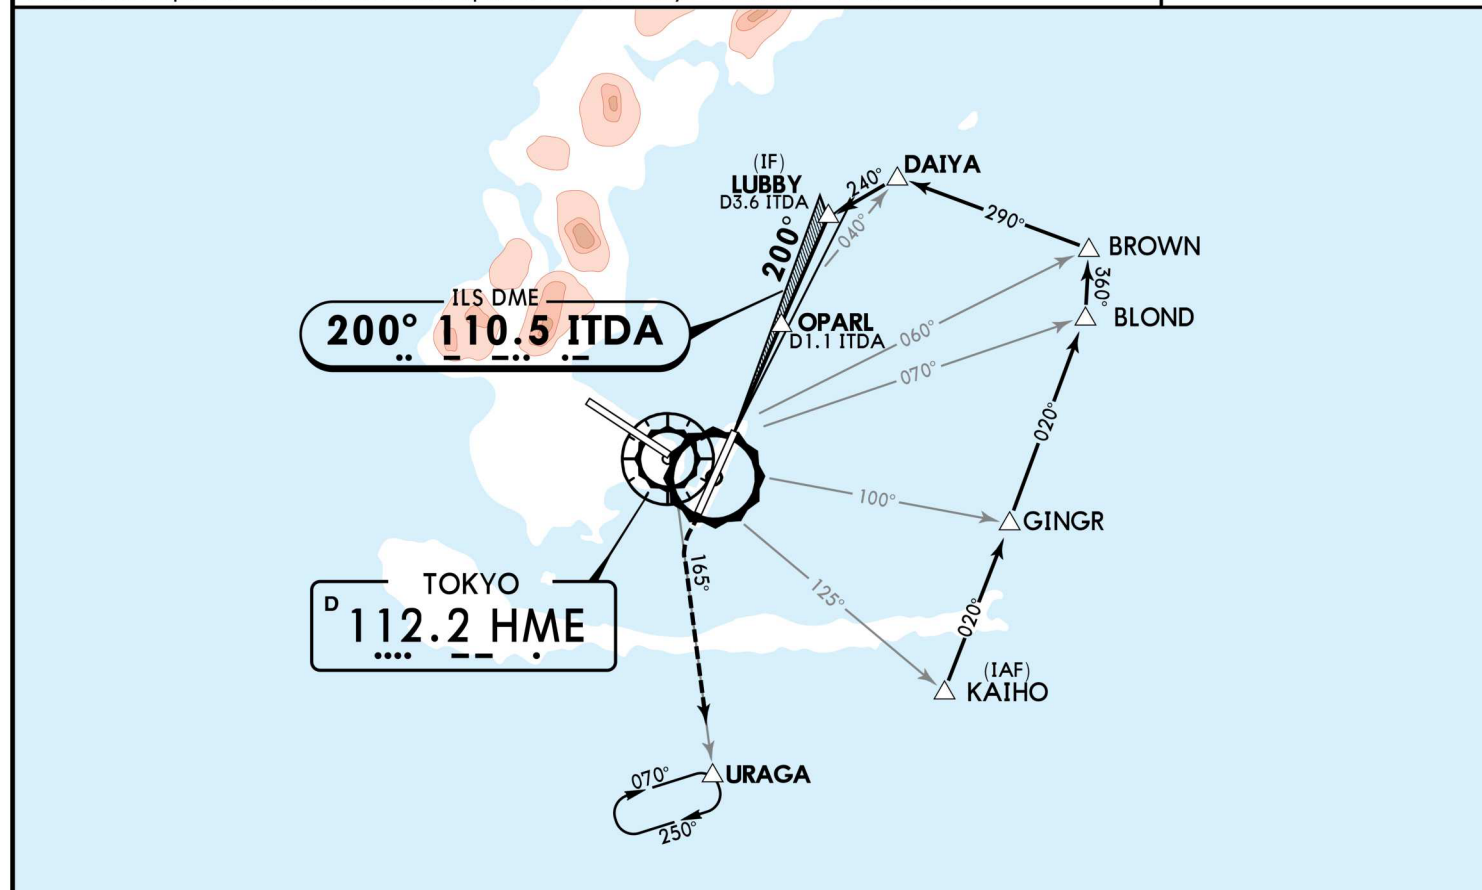 (IF)
LUBBY
D3.6 ITDA
240°
DAIYA
040°
290°
BROWN
360°
200°
ILS DME
200° 110.5 ITDA
OPARL
D1.1 ITDA
060°
070°
BLOND
020°
100°
GINGR
165°
125°
TOKYO
D
112.2 HME
020°
(IAF)
KAIHO
070°
URAGA
250°